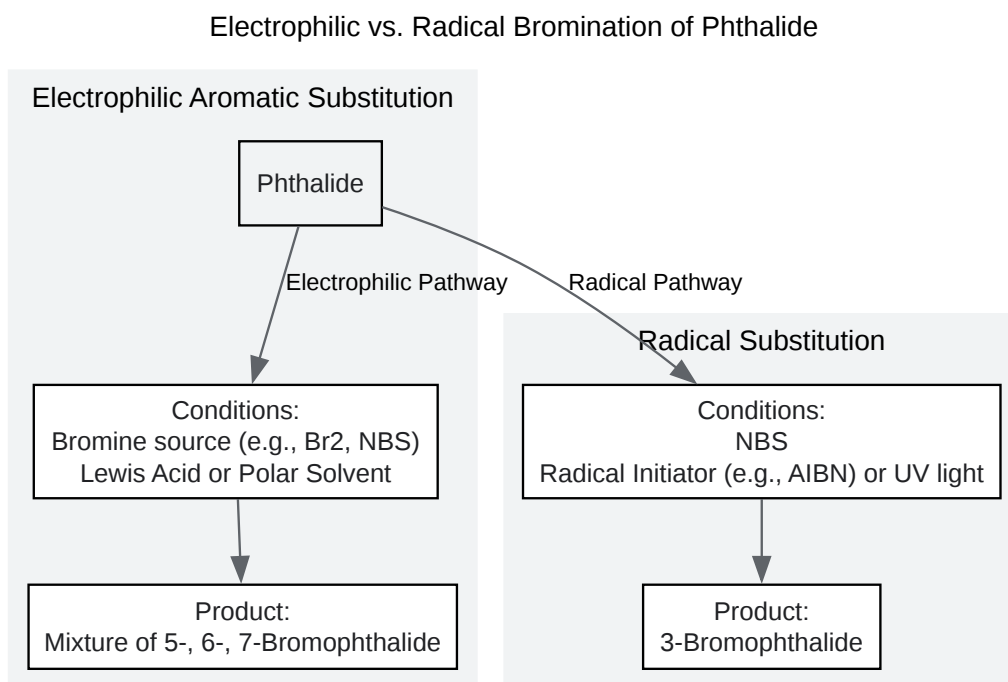 Electrophilic vs. Radical Bromination of Phthalide
Electrophilic Aromatic Substitution
Phthalide
Electrophilic Pathway
Radical Pathway
Radical Substitution
Conditions:
Bromine source (e.g., Br2, NBS)
Lewis Acid or Polar Solvent
Conditions:
NBS
Radical Initiator (e.g., AIBN) or UV light
Product:
Mixture of 5-, 6-, 7-Bromophthalide
Product:
3-Bromophthalide